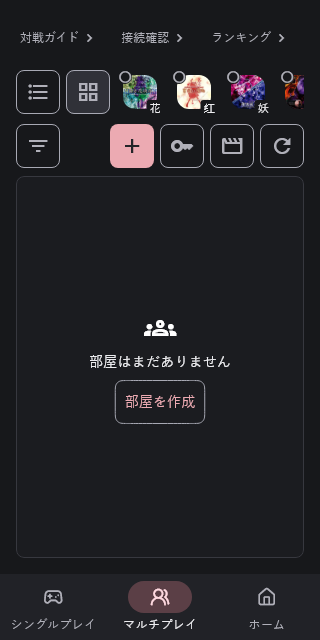 対戦ガイド
接続確認
ランキング
花
红
妖
部屋はまだありません
部屋を作成
シングルプレイ
マルチプレイ
ホーム